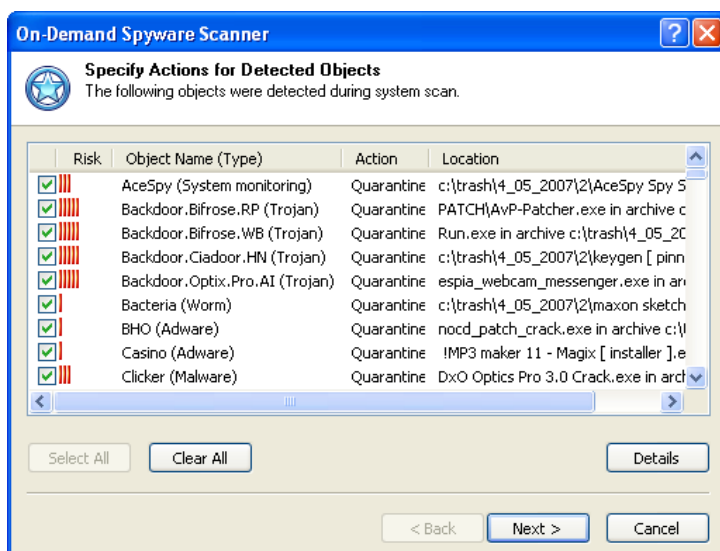 On-Demand Spyware Scanner
Specify Actions for Detected Objects
The following objects were detected during system scan.
Risk Object Name (Type) Action Location
AceSpy (System monitoring) Quarantine c:\trash\4_05_2007\2\AceSpy Spy S
Backdoor.Bifrose.RP (Trojan) Quarantine PATCH\AvP-Patcher.exe in archive c
Backdoor.Bifrose.WB (Trojan) Quarantine Run.exe in archive c:\trash\4_05_20
Backdoor.Ciadoor.HN (Trojan) Quarantine c:\trash\4_05_2007\2\keygen [ pinn
Backdoor.Optix.Pro.AI (Trojan) Quarantine espia_webcam_messenger.exe in ar
Bacteria (Worm) Quarantine c:\trash\4_05_2007\2\maxon sketch
BHO (Adware) Quarantine nocd_patch_crack.exe in archive c:\
Casino (Adware) Quarantine !MP3 maker 11 - Magix [ installer ].e
Clicker (Malware) Quarantine DxO Optics Pro 3.0 Crack.exe in arch
Select All Clear All Details
< Back Next > Cancel